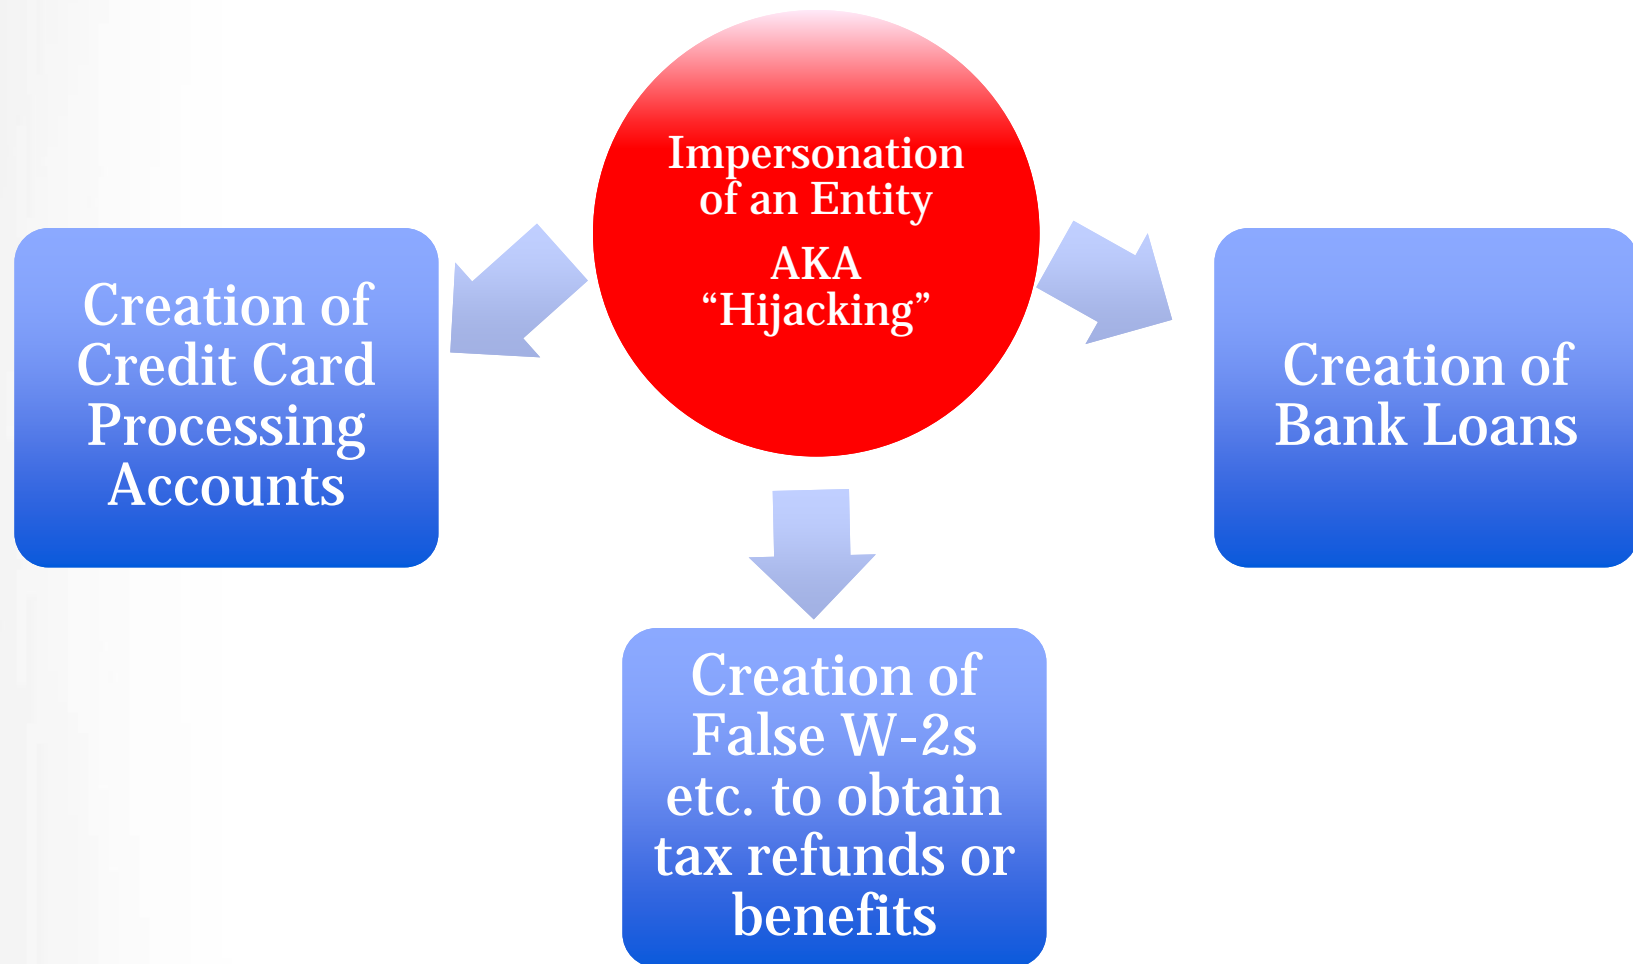 Impersonation
of an Entity
AKA
“Hijacking”
Creation of
Credit Card
Processing
Accounts
Creation of
Bank Loans
Creation of
False W-2s
etc. to obtain
tax refunds or
benefits